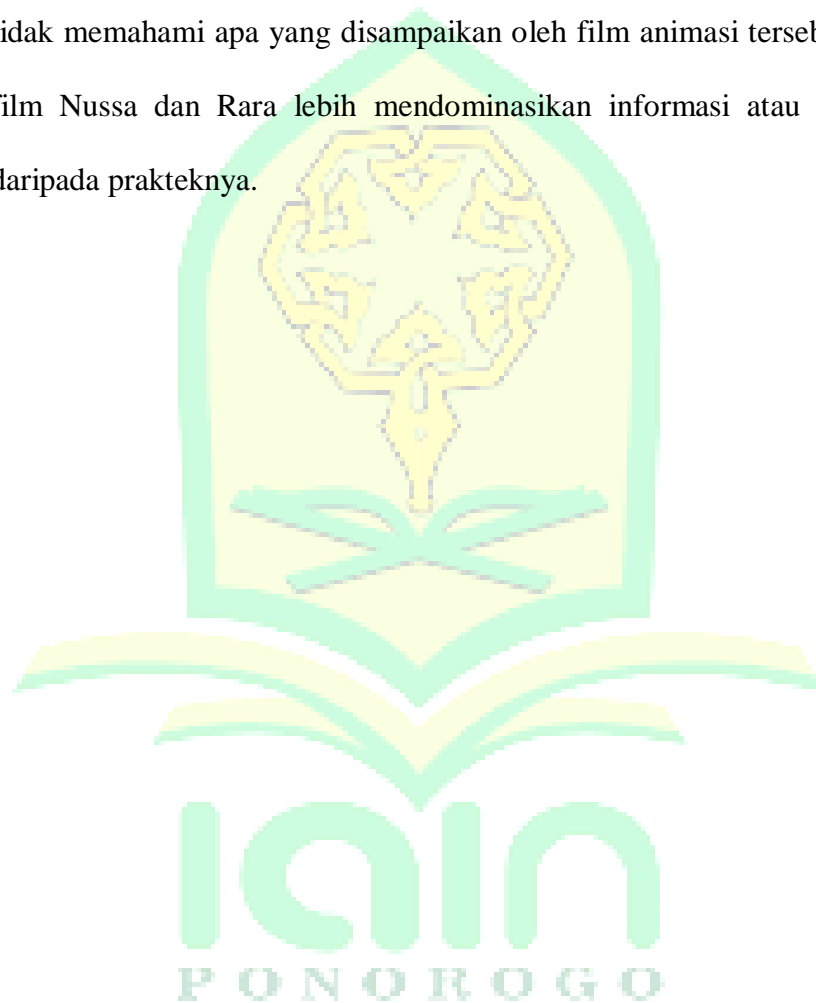 idak memahami apa yang disampaikan oleh film animasi terseb
film Nussa dan Rara lebih mendominasikan informasi atau
daripada prakteknya.
iain
PONOROGO